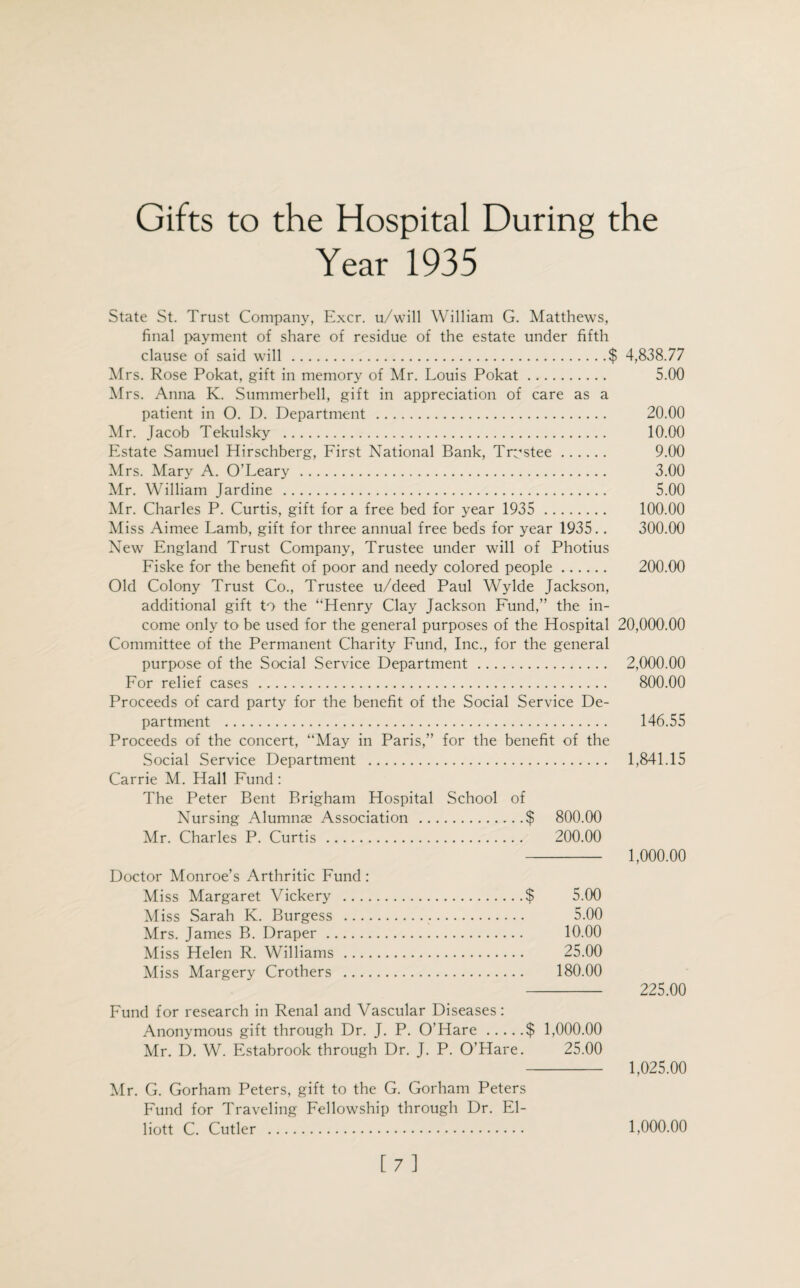 Gifts to the Hospital During the
Year 1935
State St. Trust Company, Excr. u/will William G. Matthews,
final payment of share of residue of the estate under fifth
clause of said will ......................................$ 4,838.77
Mrs. Rose Pokat, gift in memory of Mr. Louis Pokat .......... 5.00
Mrs. Anna K. Summerbell, gift in appreciation of care as a
patient in O. D. Department ............................ 20.00
Mr. Jacob Tekulsky ....................................... 10.00
Estate Samuel Hirschberg, First National Bank, Trustee ...... 9.00
Mrs. Mary A. O'Leary ..................................... 3.00
Mr. William Jardine ....................................... 5.00
Mr. Charles P. Curtis, gift for a free bed for year 1935 ........ 100.00
Miss Aimee Lamb, gift for three annual free beds for year 1935.. 300.00
New England Trust Company, Trustee under will of Photius
Fiske for the benefit of poor and needy colored people ...... 200.00
Old Colony Trust Co., Trustee u/deed Paul Wylde Jackson,
additional gift to the “Henry Clay Jackson Fund,” the in-
come only to be used for the general purposes of the Hospital 20,000.00
Committee of the Permanent Charity Fund, Inc., for the general
purpose of the Social Service Department ................ 2,000.00
For relief cases .......................................... 800.00
Proceeds of card party for the benefit of the Social Service De-
partment .............................................. 146.55
Proceeds of the concert, “May in Paris,” for the benefit of the
Social Service Department ............................. 1,841.15
Carrie M. Hall Fund :
The Peter Bent Brigham Hospital School of
Nursing Alumnæ Association .............$ 800.00
Mr. Charles P. Curtis ........................ 200.00
1,000.00
Doctor Monroe's Arthritic Fund :
Miss Margaret Vickery ......................$ 5.00
Miss Sarah K. Burgess ...................... 5.00
Mrs. James B. Draper ........................ 10.00
Miss Helen R. Williams ...................... 25.00
Miss Margery Crothers ...................... 180.00
225.00
Fund for research in Renal and Vascular Diseases :
Anonymous gift through Dr. J. P. O'Hare .....$ 1,000.00
Mr. D. W. Estabrook through Dr. J. P. O'Hare. 25.00
1,025.00
Mr. G. Gorham Peters, gift to the G. Gorham Peters
Fund for Traveling Fellowship through Dr. El-
liott C. Cutler ............................... 1,000.00
[ 7 ]